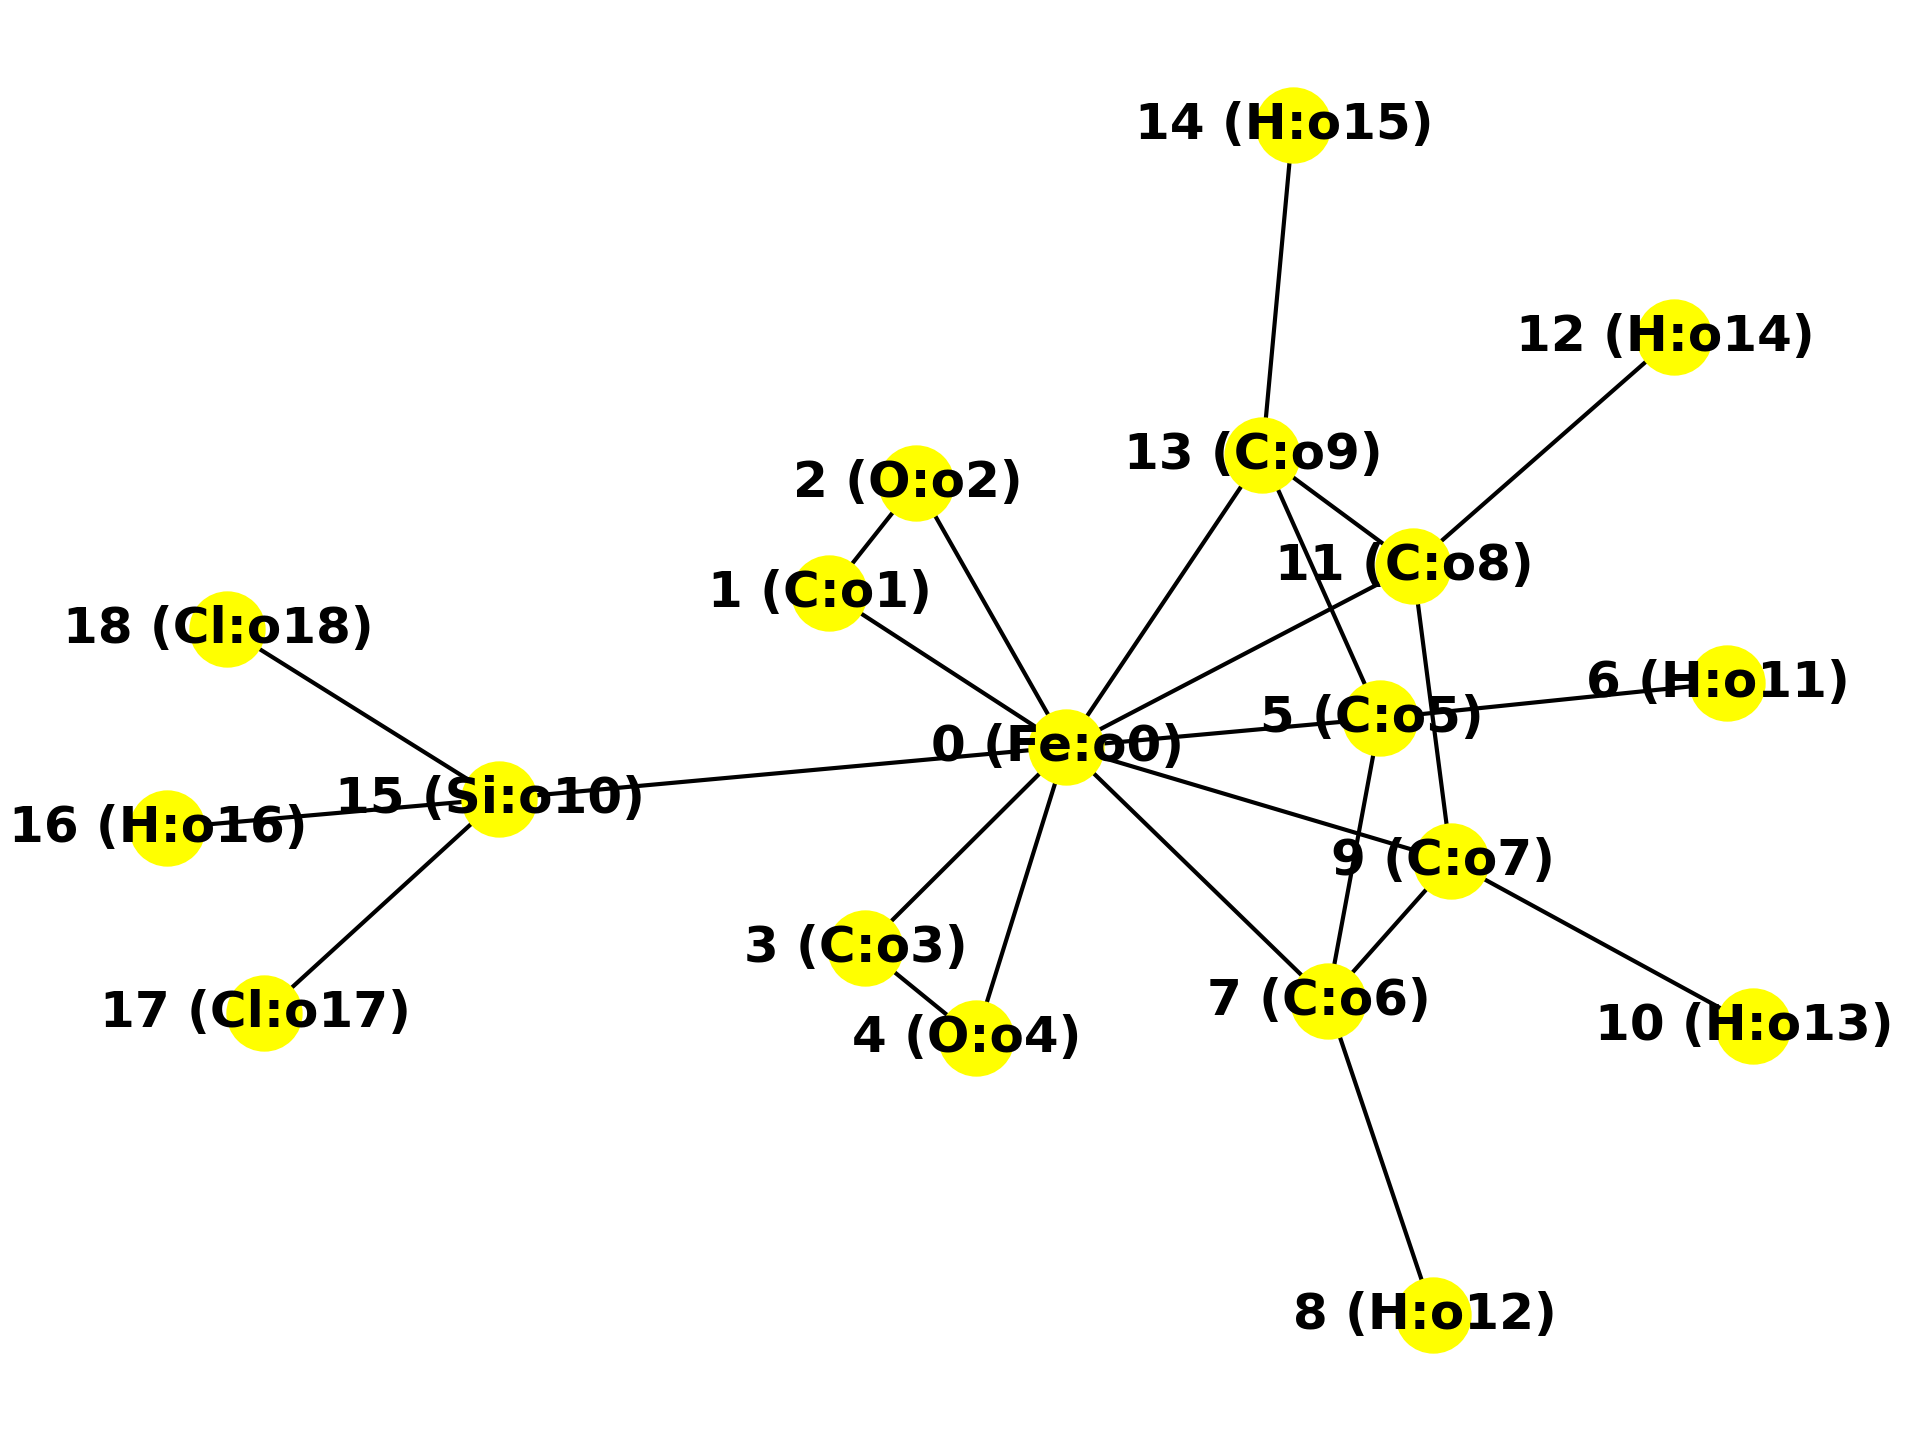 14 (H:o15)
12 (H:o14)
13 (C:o9)
2 (O:o2)
11 (C:o8)
1 (C:o1)
18 (Cl:o18)
6 (H:o11)
5 (C:o5)
0 (Fe:o0)
15 (Si:o10)
16 (H:o16)
9 (C:o7)
3 (C:o3)
7 (C:o6)
17 (Cl:o17)
10 (H:o13)
4 (O:o4)
8 (H:o12)